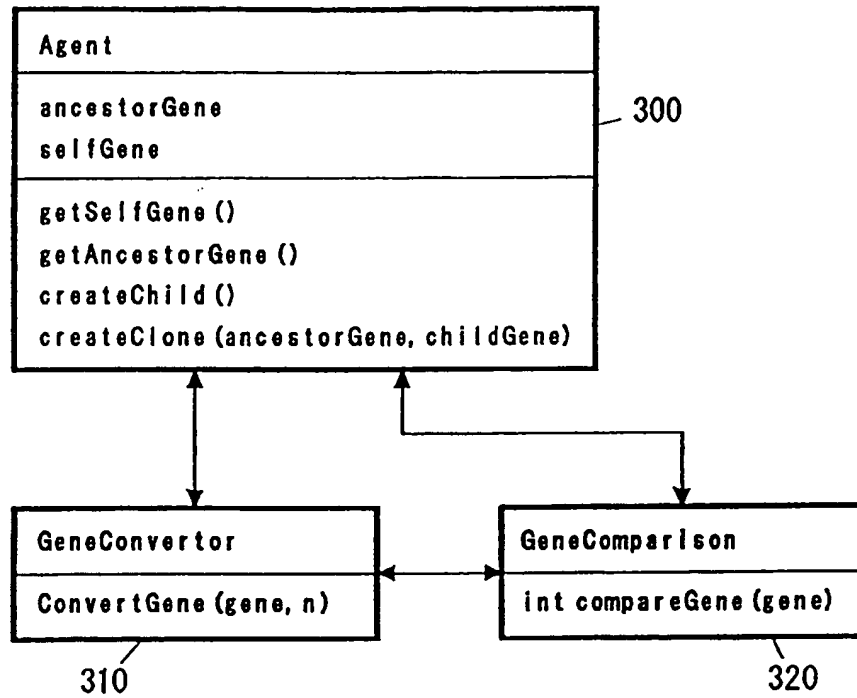 Agent
ancestorGene
selfGene
300
getSelfGene()
getAncestorGene()
createChild()
createClone(ancestorGene, childGene)
GeneConvertor
GeneComparison
ConvertGene(gene, n)
int compareGene(gene)
310
320